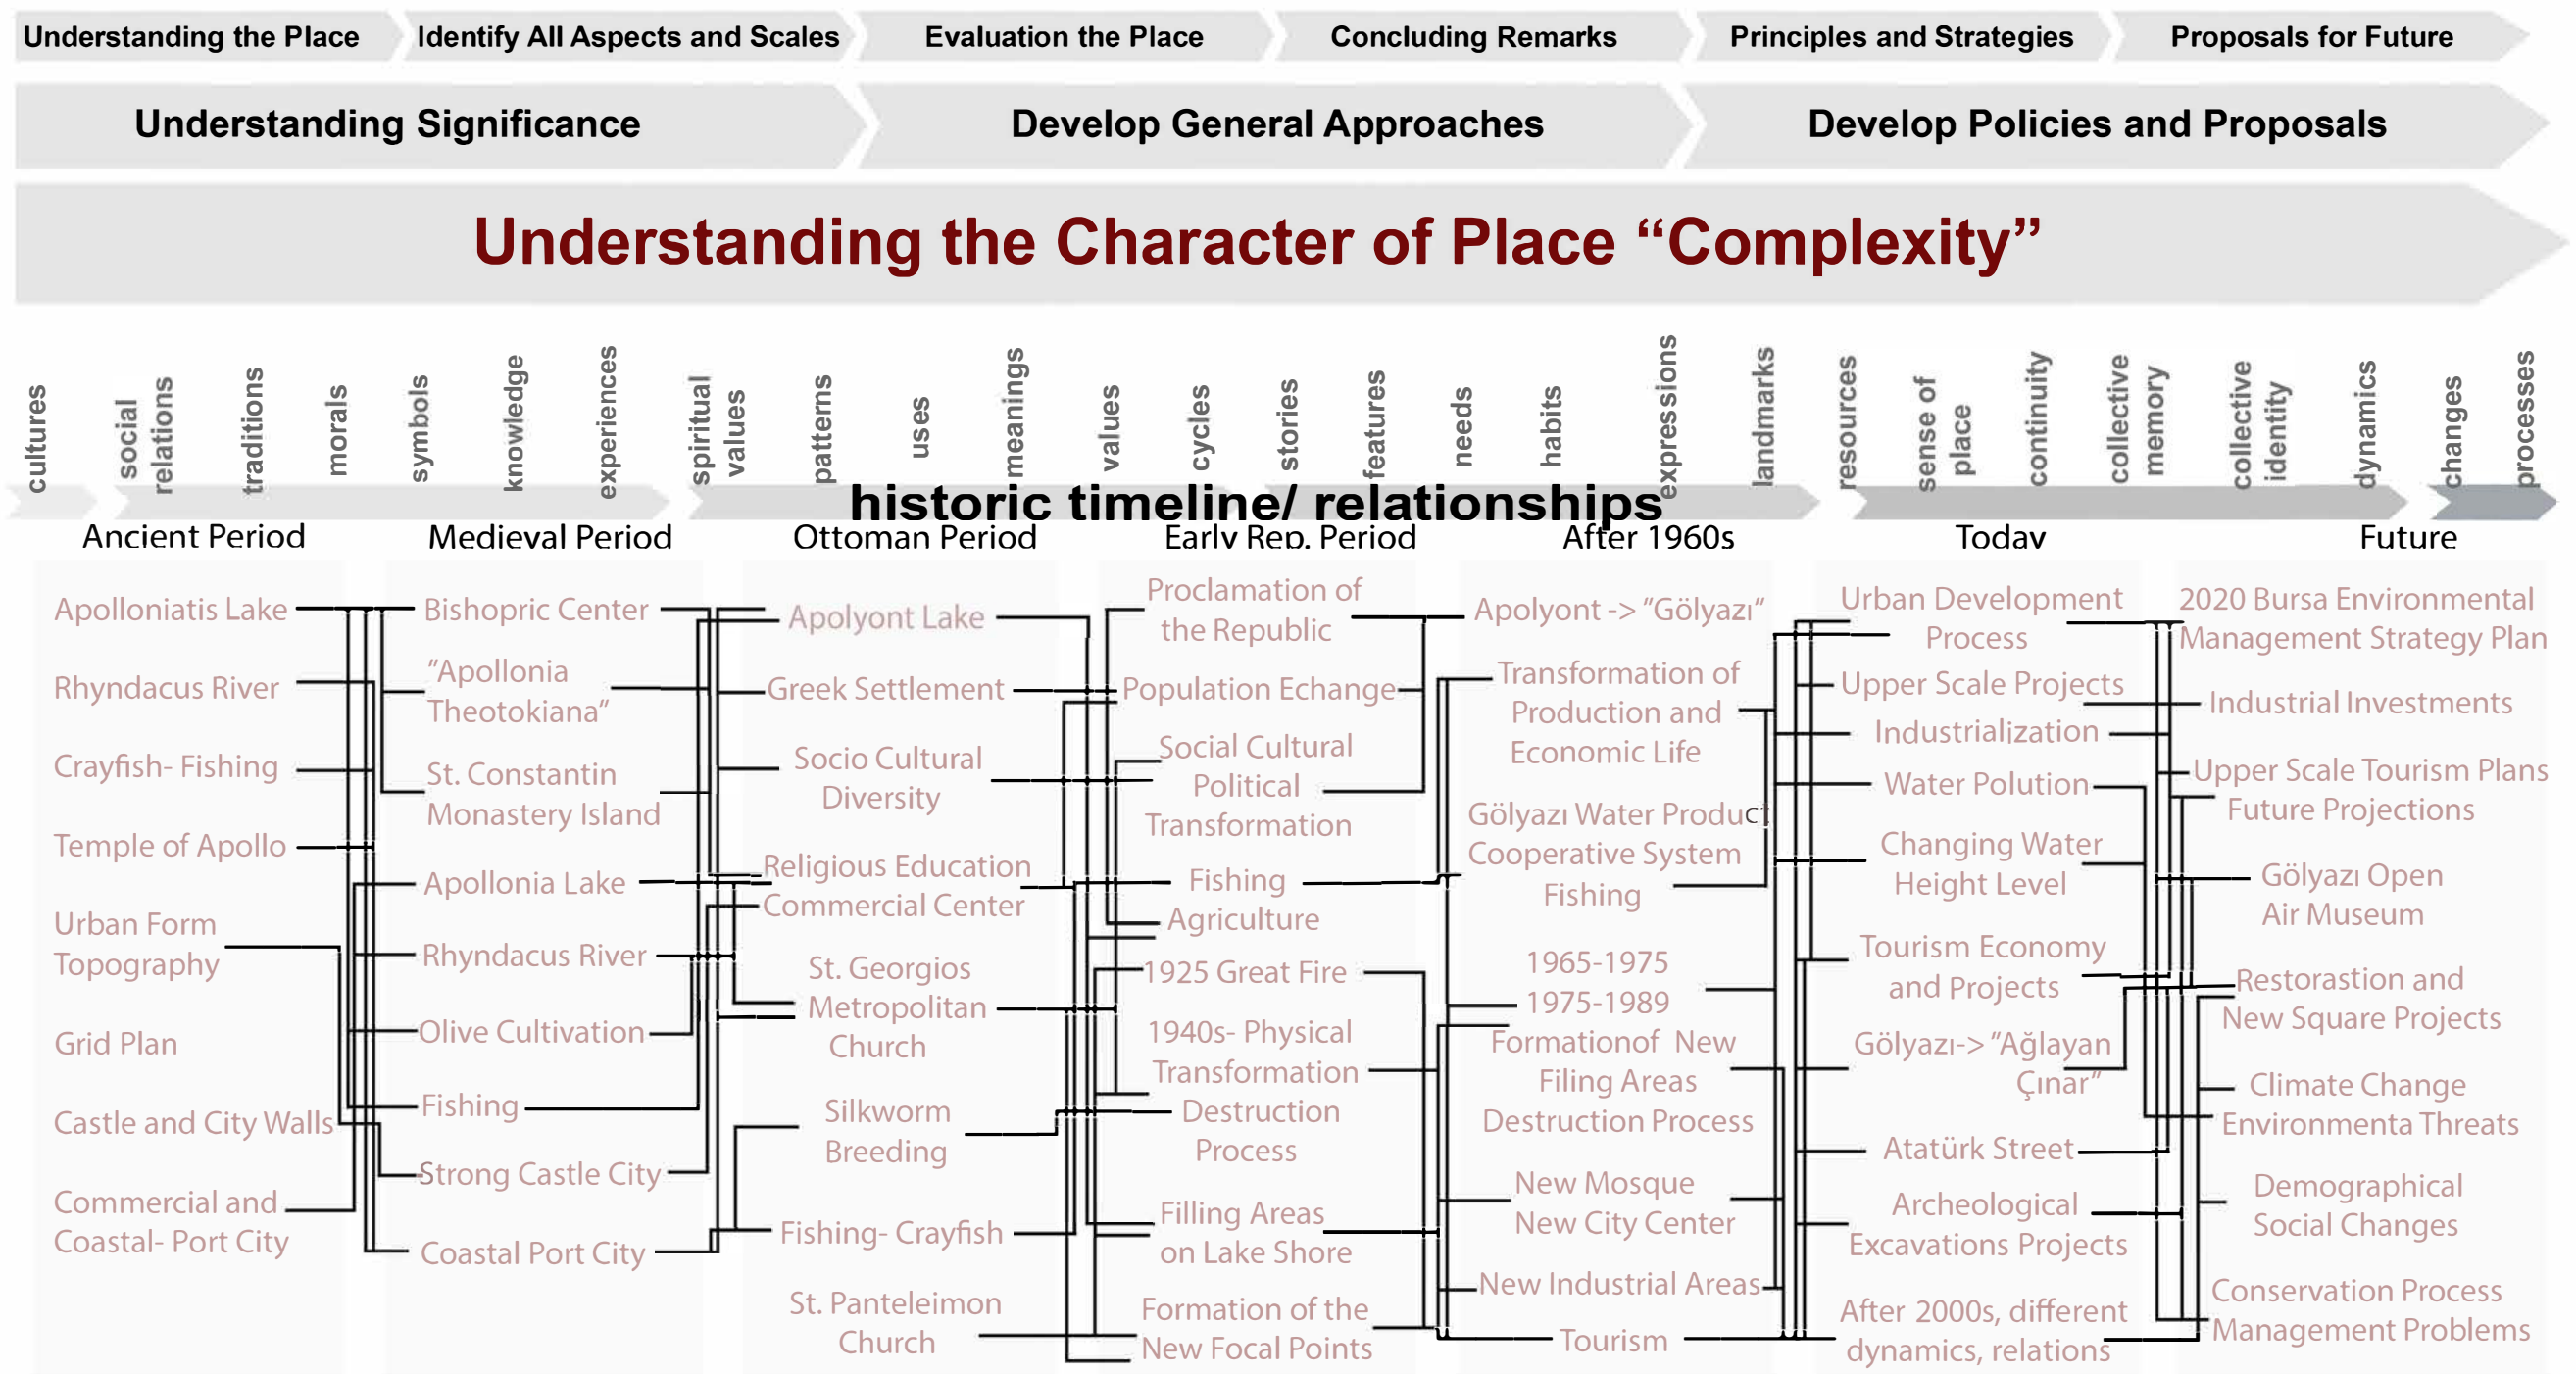 Understanding the Place
Identify All Aspects and Scales
Evaluation the Place
Concluding Remarks
Principles and Strategies
Proposals for Future
Understanding Significance
Develop General Approaches
Develop Policies and Proposals
Understanding the Character of Place “Complexity”
cultures
social
relations
traditions
morals
symbols
knowledge
experiences
spiritual
values
patterns
uses
meanings
values
cycles
stories
features
needs
habits
expressions
landmarks
resources
sense of
place
continuity
collective
memory
collective
identity
dynamics
changes
processes
historic timeline/ relationships
Ancient Period
Medieval Period
Ottoman Period
Early Rep. Period
After 1960s
Today
Future
Apolloniatis Lake
Rhyndacus River
Crayfish- Fishing
Temple of Apollo
Urban Form
Topography
Grid Plan
Castle and City Walls
Commercial and
Coastal- Port City
Bishopric Center
"Apollonia
Theotokiana"
St. Constantin
Monastery Island
Apollonia Lake
Rhyndacus River
Olive Cultivation
Fishing
Strong Castle City
Coastal Port City
Apolyont Lake
Greek Settlement
Socio Cultural
Diversity
Religious Education
Commercial Center
St. Georgios
Metropolitan
Church
Silkworm
Breeding
Fishing- Crayfish
St. Panteleimon
Church
Proclamation of
the Republic
Population Echange
Social Cultural
Political
Transformation
Fishing
Agriculture
1925 Great Fire
1940s- Physical
Transformation
Destruction
Process
Filling Areas
on Lake Shore
Formation of the
New Focal Points
Apolyont -> "Gölyazı"
Transformation of
Production and
Economic Life
Gölyazı Water Product
Cooperative System
Fishing
1965-1975
1975-1989
Formationof New
Filing Areas
Destruction Process
New Mosque
New City Center
New Industrial Areas
Tourism
Urban Development
Process
Upper Scale Projects
Industrialization
Water Polution
Changing Water
Height Level
Tourism Economy
and Projects
Gölyazı-> "Ağlayan
Çınar"
Atatürk Street
Archeological
Excavations Projects
After 2000s, different
dynamics, relations
2020 Bursa Environmental
Management Strategy Plan
Industrial Investments
Upper Scale Tourism Plans
Future Projections
Gölyazı Open
Air Museum
Restorastion and
New Square Projects
Climate Change
Environmenta Threats
Demographical
Social Changes
Conservation Process
Management Problems